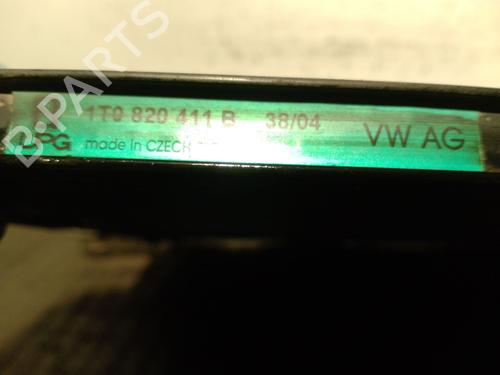 1T0 820 411 B 38/04 VW AG
made in CZECH
B-PARTS